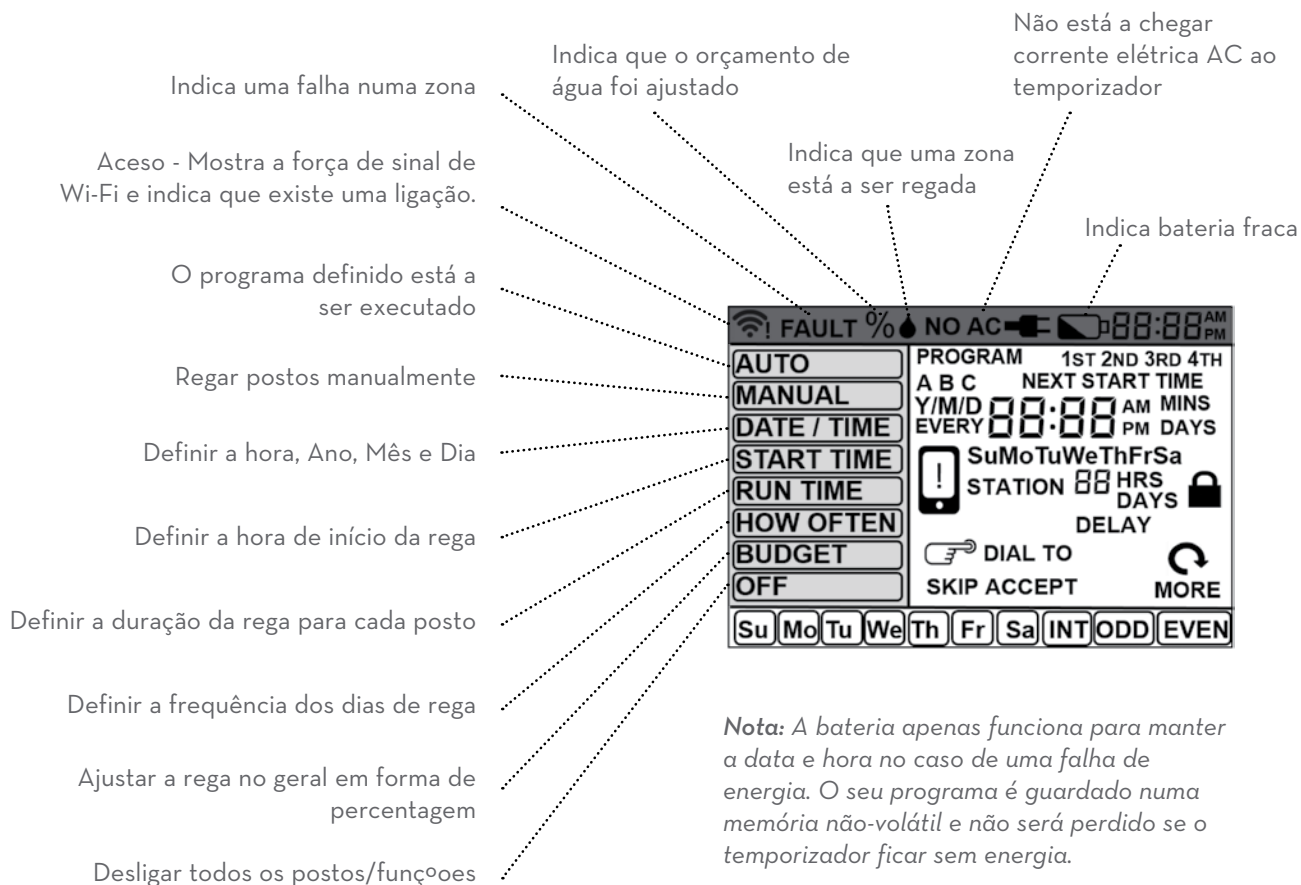 Não está a chegar
corrente elétrica AC ao
temporizador
Indica que o orçamento de
água foi ajustado
Indica uma falha numa zona
Indica que uma zona
está a ser regada
Aceso - Mostra a força de sinal de
Wi-Fi e indica que existe uma ligação.
Indica bateria fraca
O programa definido está a
ser executado
Regar postos manualmente
Definir a hora, Ano, Mês e Dia
Definir a hora de início da rega
Definir a duração da rega para cada posto
Definir a frequência dos dias de rega
Ajustar a rega no geral em forma de
percentagem
Desligar todos os postos/funçºoes
! FAULT % NO AC 88:88 AM
PM
AUTO
MANUAL
DATE / TIME
START TIME
RUN TIME
HOW OFTEN
BUDGET
OFF
PROGRAM 1ST 2ND 3RD 4TH
A B C NEXT START TIME
Y/M/D 88:88 AM MINS
EVERY PM DAYS
SuMoTuWeThFrSa
! STATION 88 HRS
DAYS
DELAY
DIAL TO
SKIP ACCEPT MORE
Su Mo Tu We Th Fr Sa INT ODD EVEN
Nota: A bateria apenas funciona para manter
a data e hora no caso de uma falha de
energia. O seu programa é guardado numa
memória não-volátil e não será perdido se o
temporizador ficar sem energia.